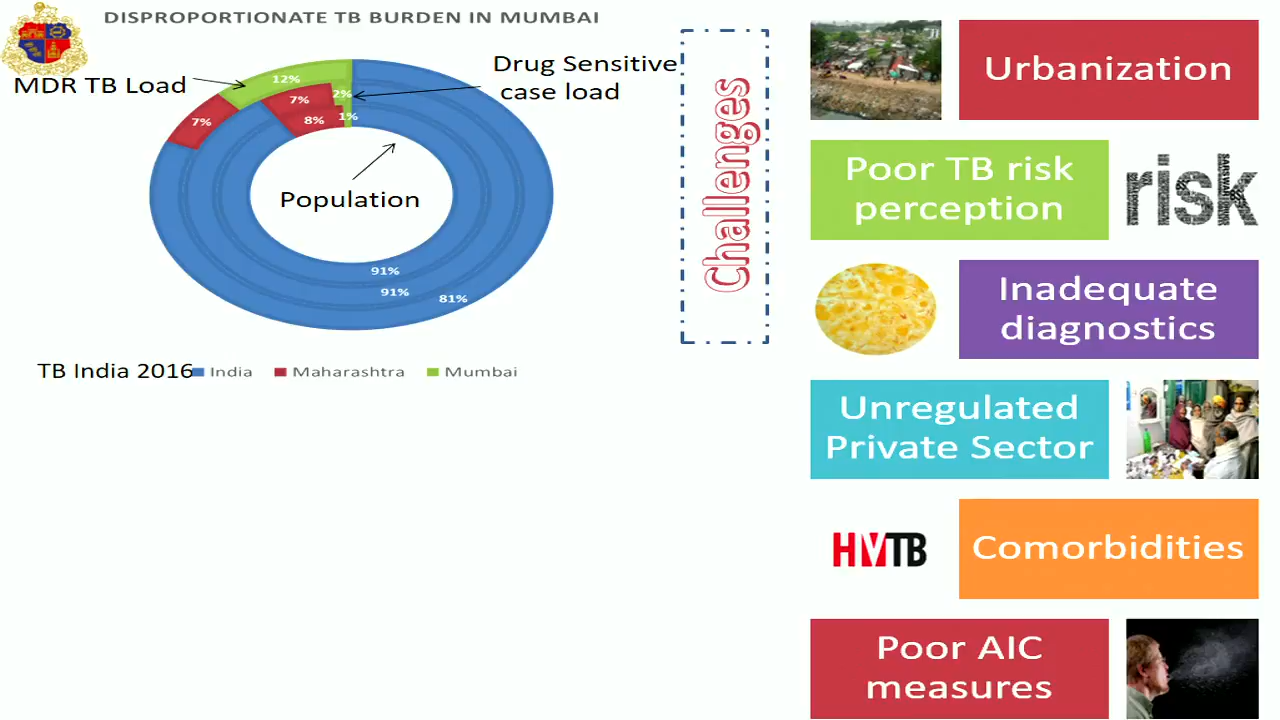 DISPROPORTIONATE TB BURDEN IN MUMBAI
MDR TB Load
Drug Sensitive
case load
12%
7%
2%
7%
8%
1%
Population
91%
91%
81%
TB India 2016
India
Maharashtra
Mumbai
Challenges
Urbanization
Poor TB risk
perception
risk
Inadequate
diagnostics
Unregulated
Private Sector
HIVTB
Comorbidities
Poor AIC
measures